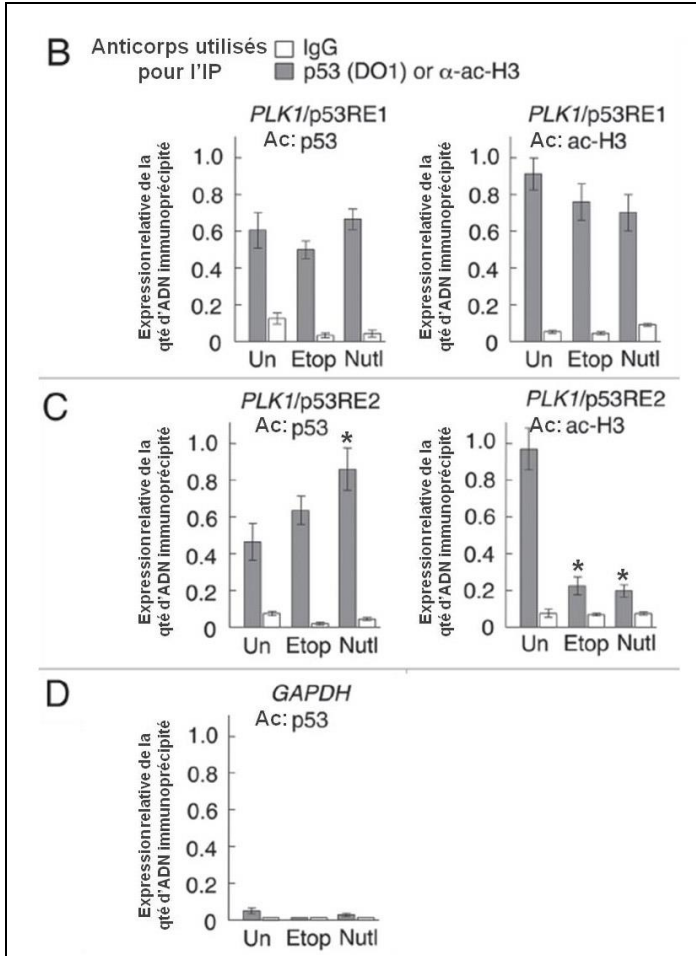 B Anticorps utilisés pour l'IP
IgG
p53 (DO1) or α-ac-H3
PLK1/p53RE1
Ac: p53
Expression relative de la qté d'ADN immunoprécipité
1.0
0.8
0.6
0.4
0.2
0
Un Etop Nutl
PLK1/p53RE1
Ac: ac-H3
Expression relative de la qté d'ADN immunoprécipité
1.0
0.8
0.6
0.4
0.2
0
Un Etop Nutl
C
PLK1/p53RE2
Ac: p53
Expression relative de la qté d'ADN immunoprécipité
1.0
0.8
0.6
0.4
0.2
0
*
Un Etop Nutl
PLK1/p53RE2
Ac: ac-H3
Expression relative de la qté d'ADN immunoprécipité
1.0
0.8
0.6
0.4
0.2
0
* *
Un Etop Nutl
D
GAPDH
Ac: p53
Expression relative de la qté d'ADN immunoprécipité
1.0
0.8
0.6
0.4
0.2
0
Un Etop Nutl